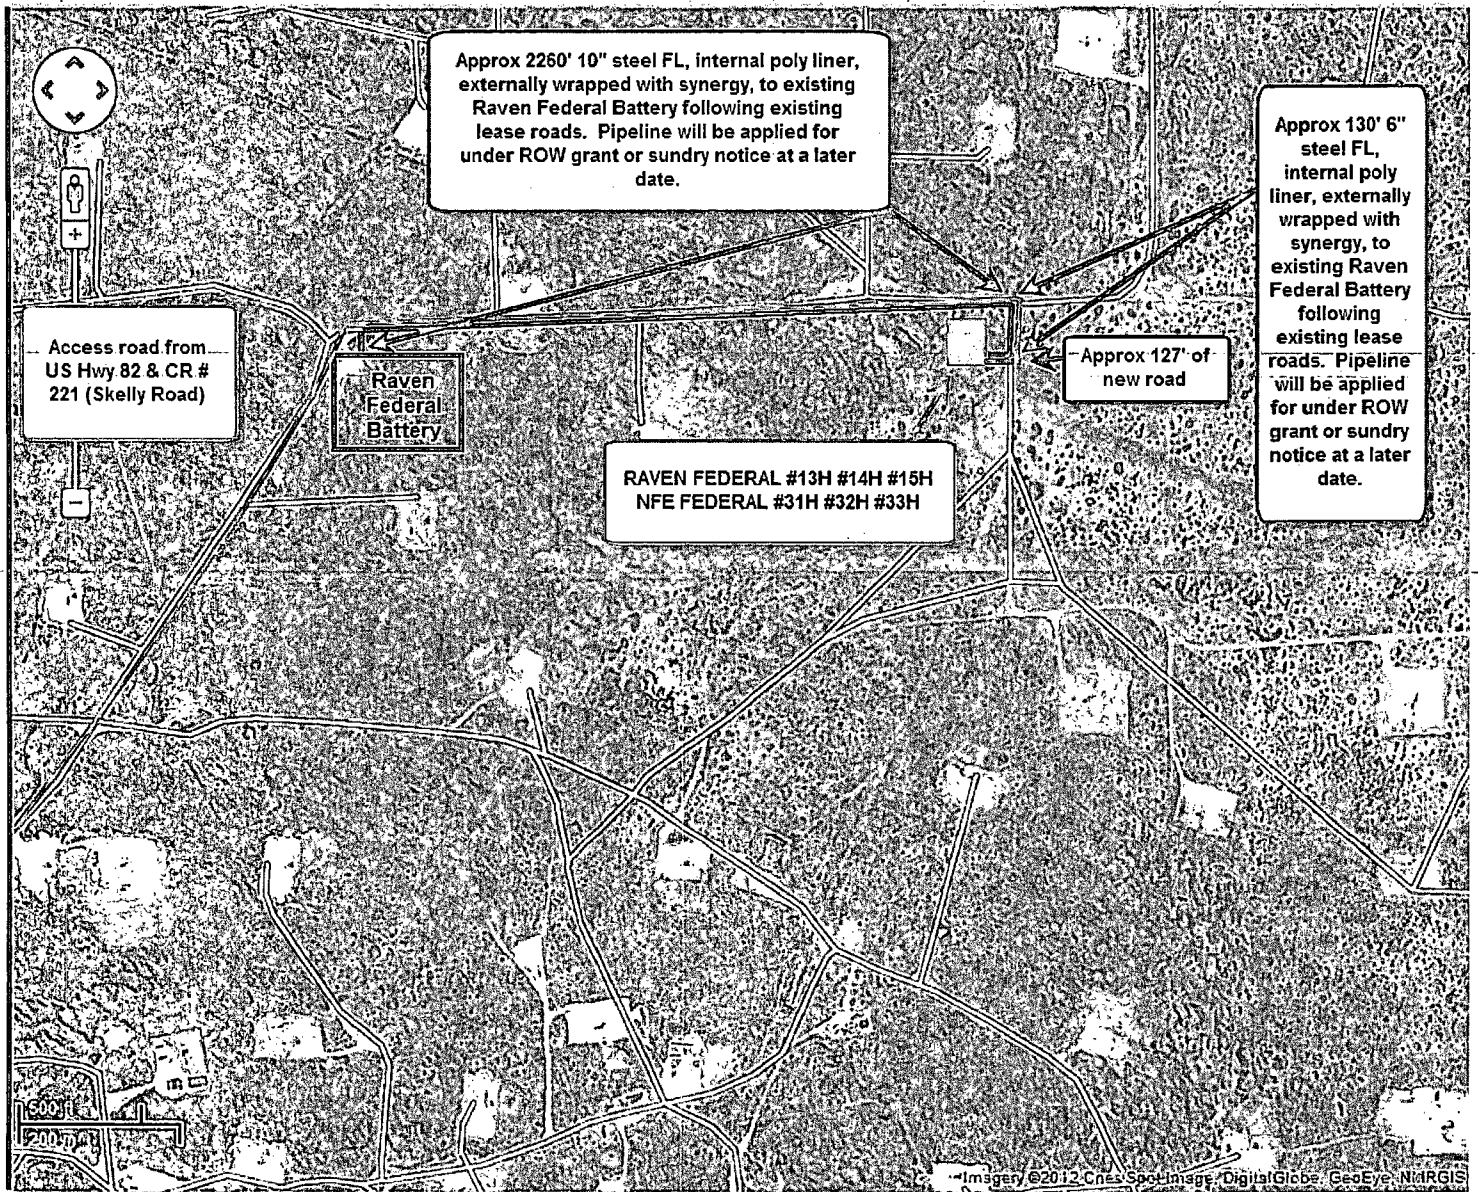 Approx 2260' 10" steel FL, internal poly liner,
externally wrapped with synergy, to existing
Raven Federal Battery following existing
lease roads. Pipeline will be applied for
under ROW grant or sundry notice at a later
date.
Approx 130' 6"
steel FL,
internal poly
liner, externally
wrapped with
synergy, to
existing Raven
Federal Battery
following
existing lease
roads. Pipeline
will be applied
for under ROW
grant or sundry
notice at a later
date.
Access road from
US Hwy 82 & CR #
221 (Skelly Road)
Raven
Federal
Battery
Approx 127' of
new road
RAVEN FEDERAL #13H #14H #15H
NFE FEDERAL #31H #32H #33H
+
−
500 ft
200 m
Imagery ©2012 Cnes/Spot Image, DigitalGlobe, GeoEye, NMRGIS